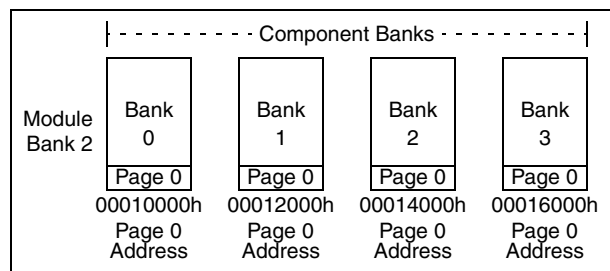 Component Banks
Module
Bank 2
Bank
0
Bank
1
Bank
2
Bank
3
Page 0 Page 0 Page 0 Page 0
00010000h 00012000h 00014000h 00016000h
Page 0 Page 0 Page 0 Page 0
Address Address Address Address